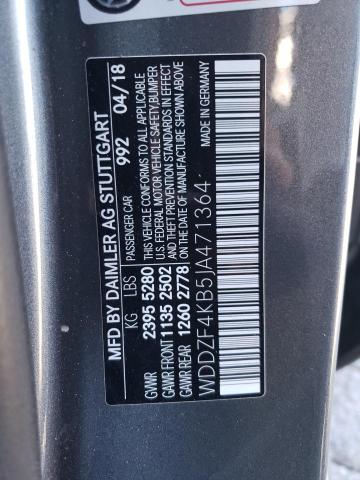 MFD BY DAIMLER AG STUTTGART
PASSENGER CAR 992 04/18
KG LBS
GVWR 2395 5280
GAWR FRONT 1135 2502
GAWR REAR 1260 2778
THIS VEHICLE CONFORMS TO ALL APPLICABLE
U.S. FEDERAL MOTOR VEHICLE SAFETY,BUMPER
AND THEFT PREVENTION STANDARDS IN EFFECT
ON THE DATE OF MANUFACTURE SHOWN ABOVE
MADE IN GERMANY
WDDZF4KB5JA471364